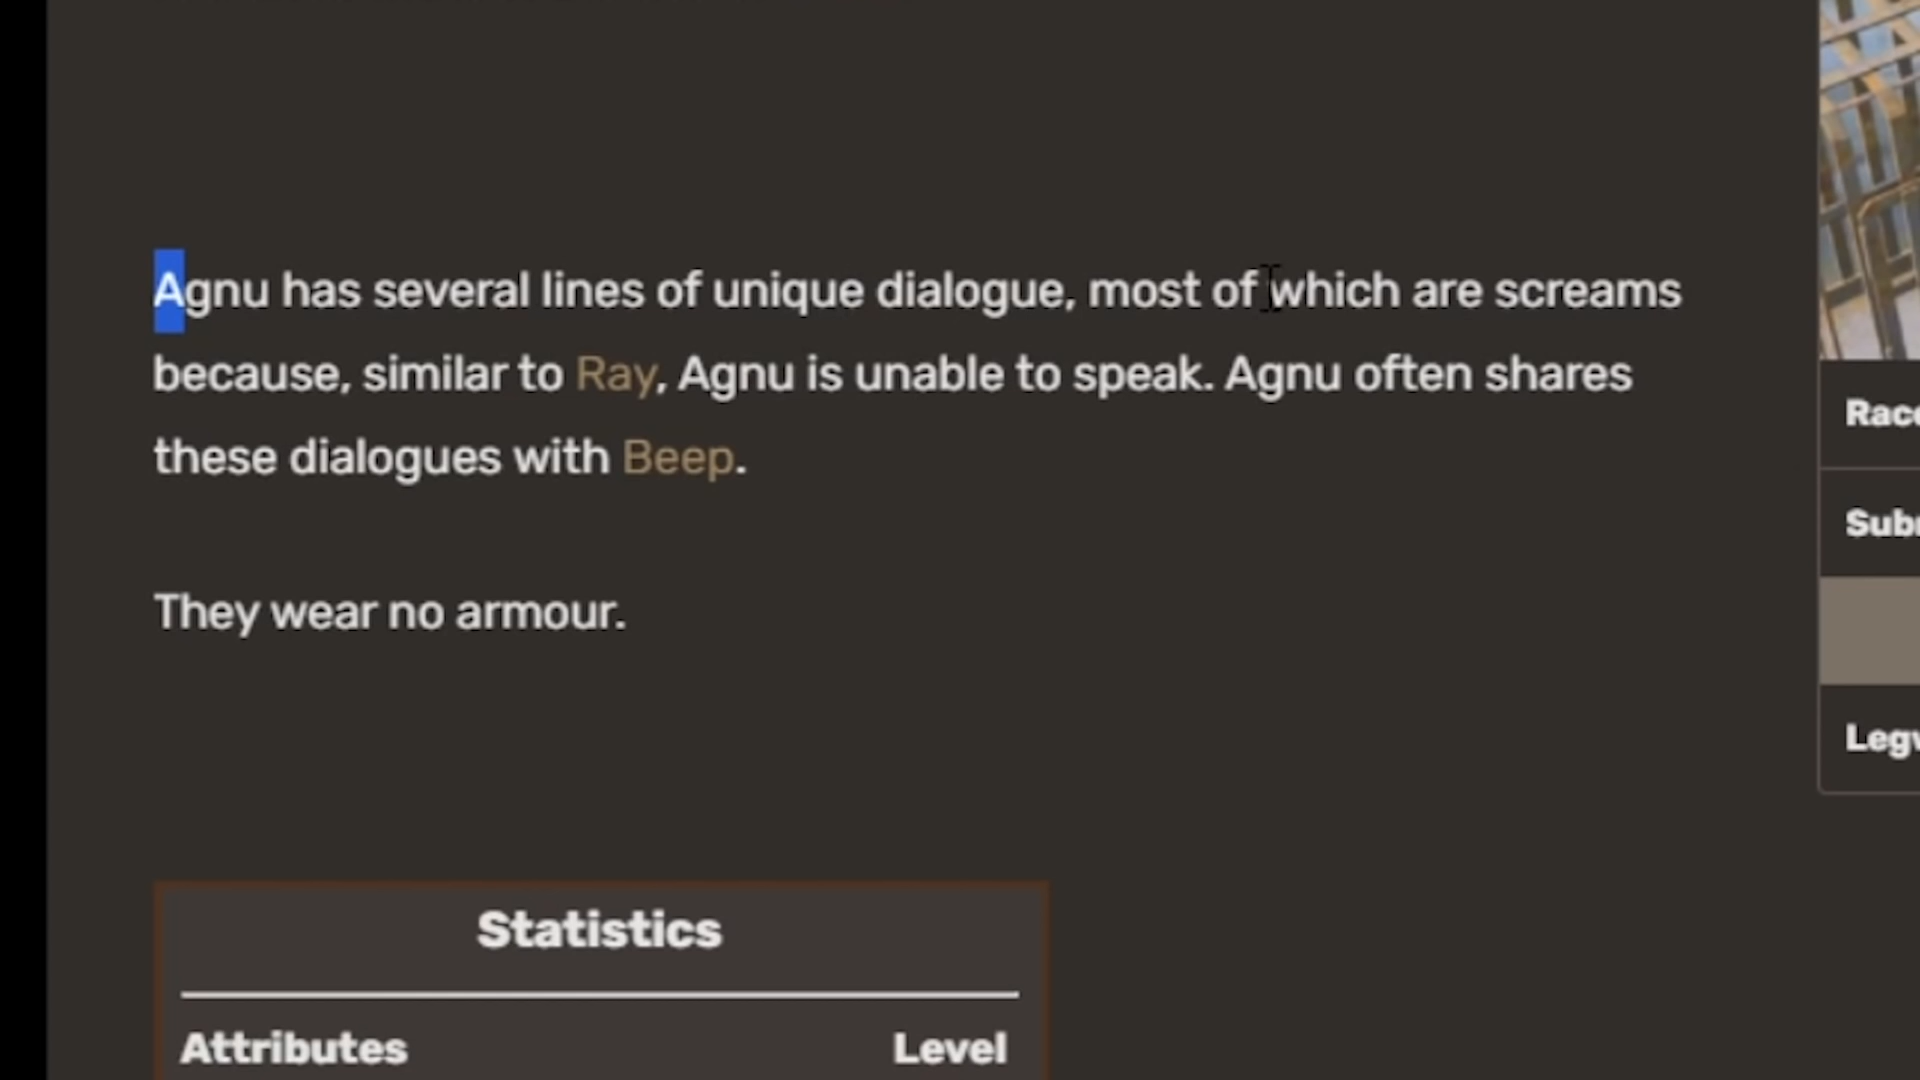 Agnu has several lines of unique dialogue, most of which are screams
because, similar to Ray, Agnu is unable to speak. Agnu often shares
these dialogues with Beep.
They wear no armour.
Statistics
Attributes Level